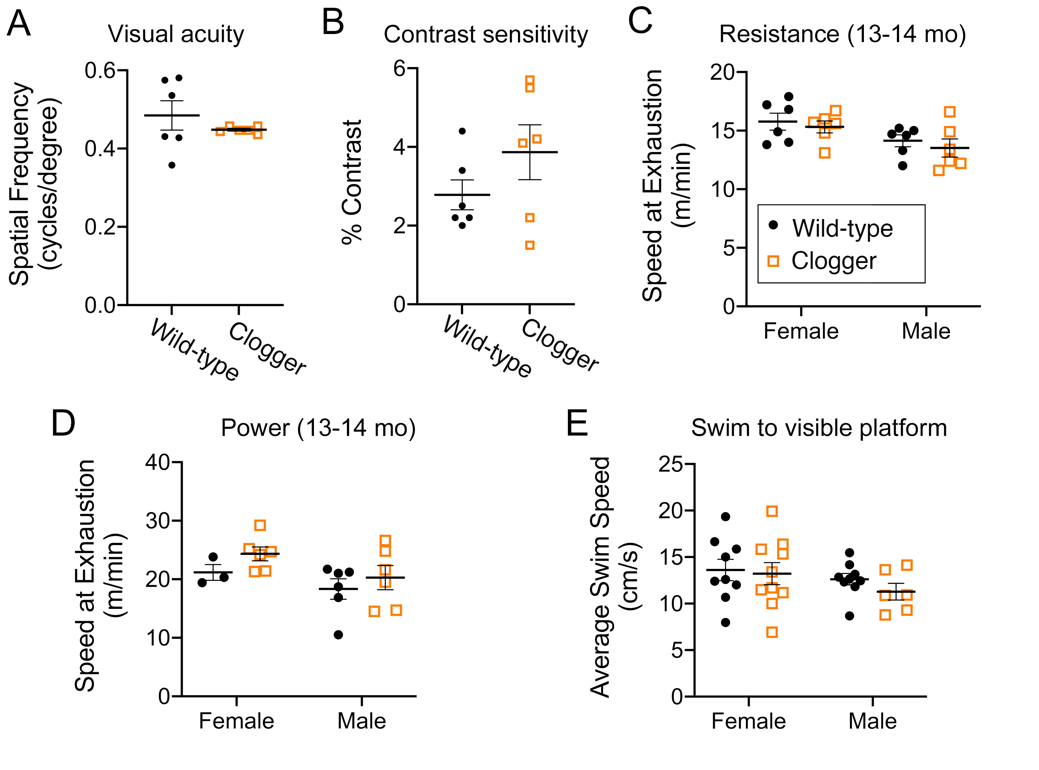 A
Visual acuity
Spatial Frequency
(cycles/degree)
0.6
0.4
0.2
0.0
Wild-type
Clogger
B
Contrast sensitivity
% Contrast
6
4
2
0
Wild-type
Clogger
C
Resistance (13-14 mo)
Speed at Exhaustion
(m/min)
20
15
10
5
0
Wild-type
Clogger
Female
Male
D
Power (13-14 mo)
Speed at Exhaustion
(m/min)
40
30
20
10
0
Female
Male
E
Swim to visible platform
Average Swim Speed
(cm/s)
25
20
15
10
5
0
Female
Male